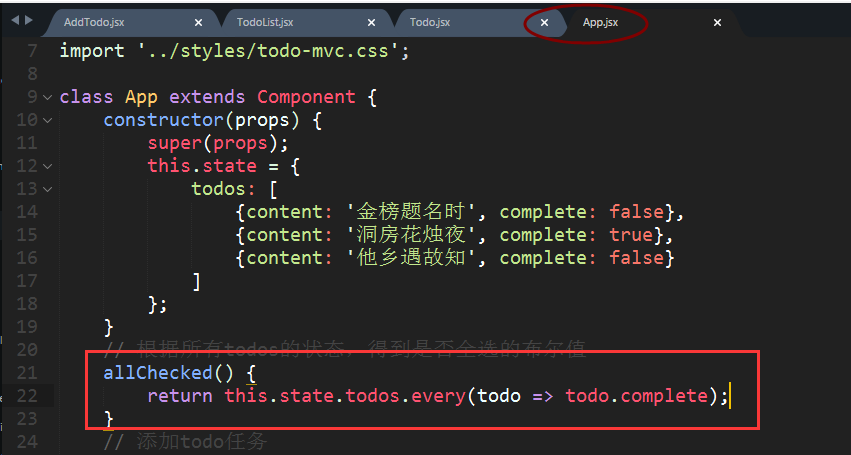 AddTodo.jsx × TodoList.jsx × Todo.jsx × App.jsx ×
7 import '../styles/todo-mvc.css';
8
9 class App extends Component {
10 constructor(props) {
11 super(props);
12 this.state = {
13 todos: [
14 {content: '金榜题名时', complete: false},
15 {content: '洞房花烛夜', complete: true},
16 {content: '他乡遇故知', complete: false}
17 ]
18 };
19 }
20 // 根据所有todos的状态, 得到是否全选的布尔值
21 allChecked() {
22 return this.state.todos.every(todo => todo.complete);
23 }
24 // 添加todo任务